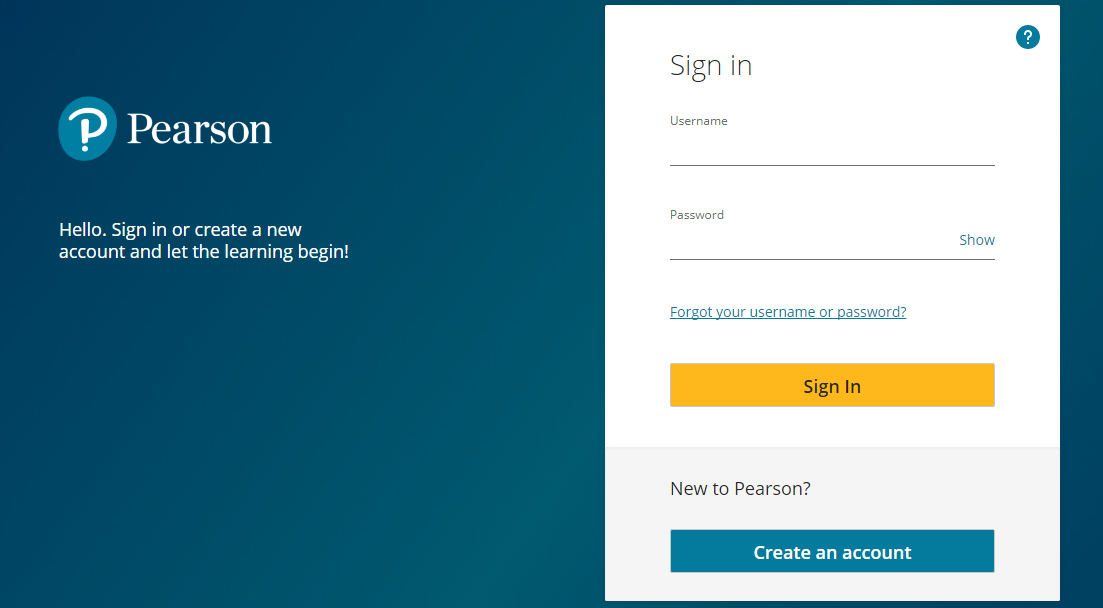 Pearson
Hello. Sign in or create a new
account and let the learning begin!
?
Sign in
Username
Password
Show
Forgot your username or password?
Sign In
New to Pearson?
Create an account